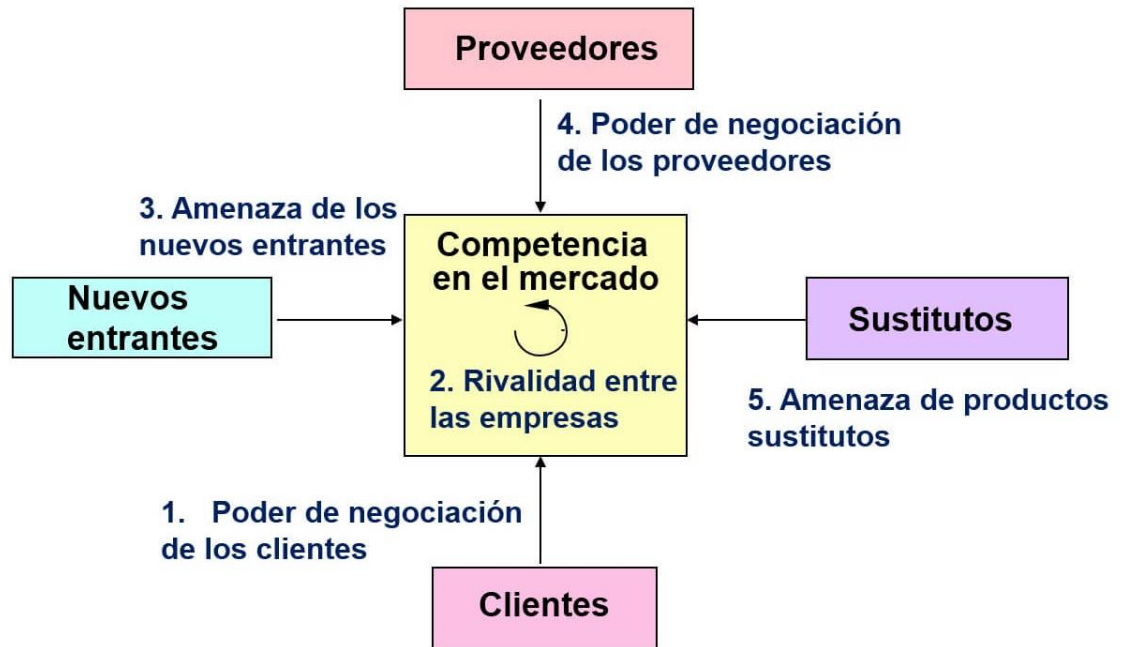 Proveedores
4. Poder de negociación
de los proveedores
3. Amenaza de los
nuevos entrantes
Competencia
en el mercado
Nuevos
entrantes
Sustitutos
2. Rivalidad entre
las empresas
5. Amenaza de productos
sustitutos
1. Poder de negociación
de los clientes
Clientes